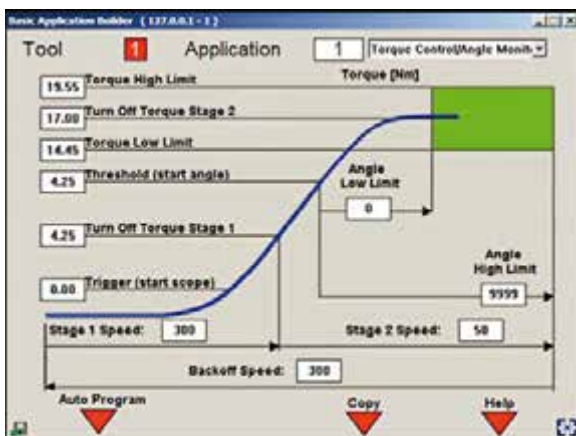 Basic Application Builder ( 127.0.0.1 - 1 )
Tool 1 Application 1 Torque Control/Angle Monit
19.55 Torque High Limit Torque [Nm]
17.00 Turn Off Torque Stage 2
14.45 Torque Low Limit
4.25 Threshold (start angle)
Angle Low Limit
0
4.25 Turn Off Torque Stage 1
Angle High Limit
0.00 Trigger (start scope)
9999
Stage 1 Speed: 300 Stage 2 Speed: 50
Backoff Speed: 300
Auto Program Copy Help